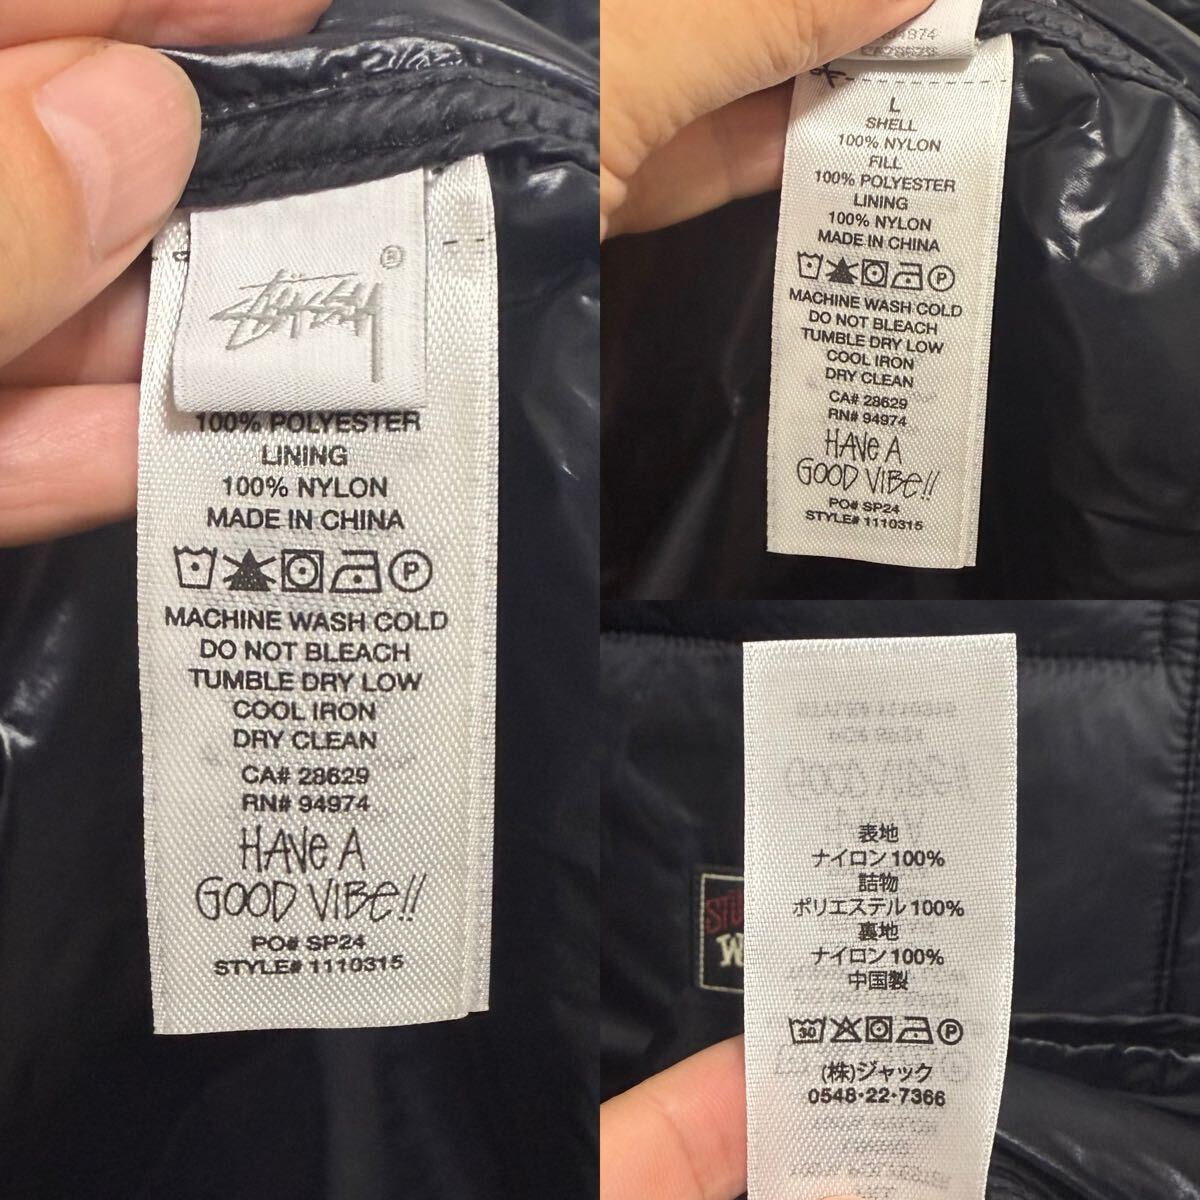 STÜSSY®
100% POLYESTER
LINING
100% NYLON
MADE IN CHINA
MACHINE WASH COLD
DO NOT BLEACH
TUMBLE DRY LOW
COOL IRON
DRY CLEAN
CA# 28629
RN# 94974
HAVE A
GOOD VIBE!!
PO# SP24
STYLE# 1110315
L
SHELL
100% NYLON
FILL
100% POLYESTER
LINING
100% NYLON
MADE IN CHINA
P
MACHINE WASH COLD
DO NOT BLEACH
TUMBLE DRY LOW
COOL IRON
DRY CLEAN
CA# 28629
RN# 94974
HAVE A
GOOD VIBE!!
PO# SP24
STYLE# 1110315
表地
ナイロン100%
詰物
ポリエステル100%
裏地
ナイロン100%
中国製
30 P
(株)ジャック
0548・22・7366